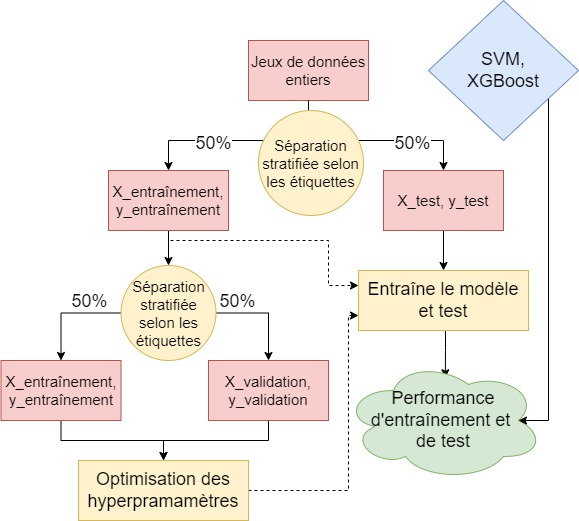 Jeux de données
entiers
SVM,
XGBoost
50%
Séparation
stratifiée selon
les étiquettes
50%
X_entraînement,
y_entraînement
X_test, y_test
Séparation
stratifiée
selon les
étiquettes
50%
50%
Entraîne le modèle
et test
X_entraînement,
y_entraînement
X_validation,
y_validation
Performance
d'entraînement et
de test
Optimisation des
hyperpramamètres